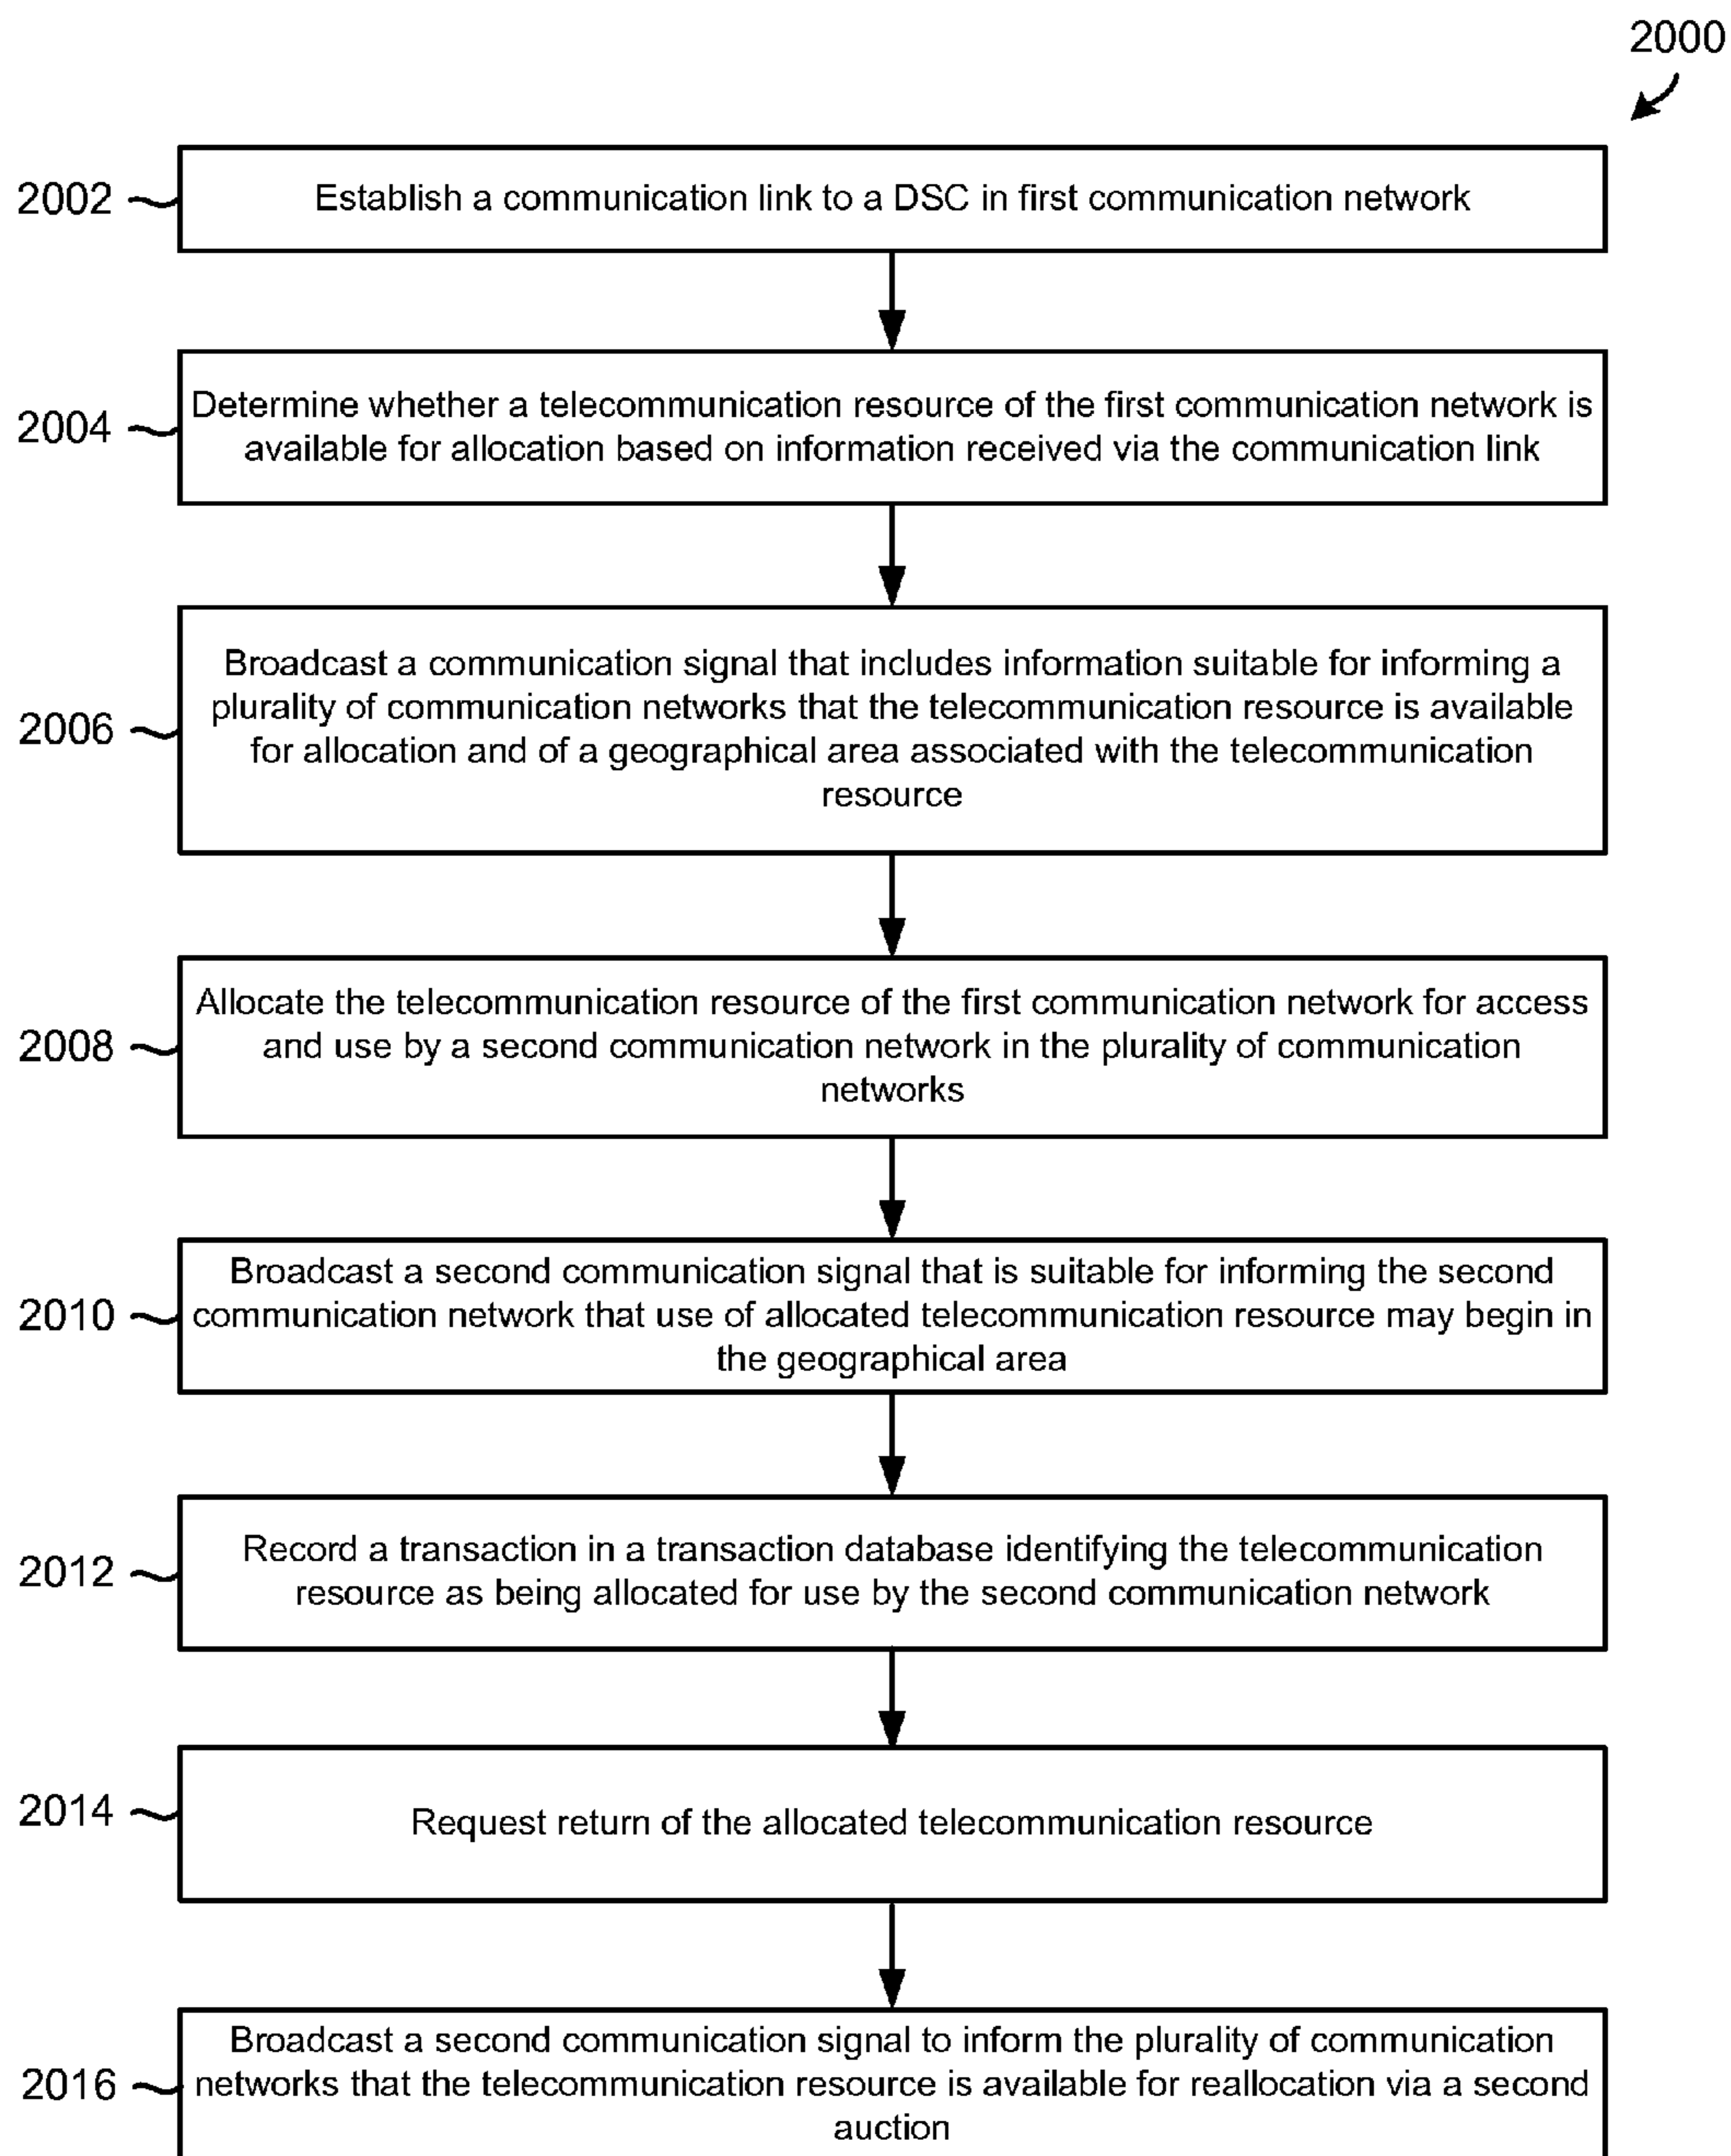 2000
2002
Establish a communication link to a DSC in first communication network
2004
Determine whether a telecommunication resource of the first communication network is
available for allocation based on information received via the communication link
2006
Broadcast a communication signal that includes information suitable for informing a
plurality of communication networks that the telecommunication resource is available
for allocation and of a geographical area associated with the telecommunication
resource
2008
Allocate the telecommunication resource of the first communication network for access
and use by a second communication network in the plurality of communication
networks
2010
Broadcast a second communication signal that is suitable for informing the second
communication network that use of allocated telecommunication resource may begin in
the geographical area
2012
Record a transaction in a transaction database identifying the telecommunication
resource as being allocated for use by the second communication network
2014
Request return of the allocated telecommunication resource
2016
Broadcast a second communication signal to inform the plurality of communication
networks that the telecommunication resource is available for reallocation via a second
auction